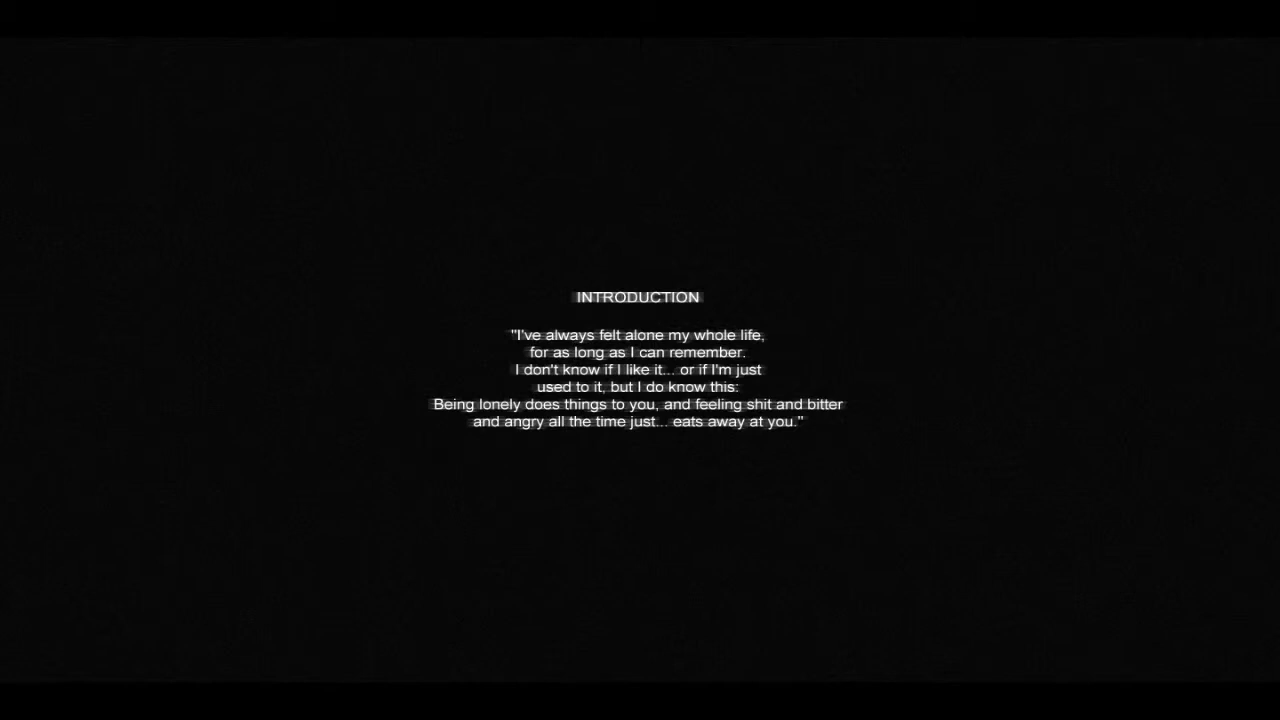 INTRODUCTION
"I've always felt alone my whole life,
for as long as I can remember.
I don't know if I like it... or if I'm just
used to it, but I do know this:
Being lonely does things to you, and feeling shit and bitter
and angry all the time just... eats away at you."